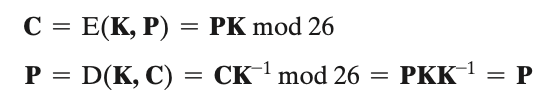 C = E(K, P) = PK mod 26
P = D(K, C) = CK⁻¹ mod 26 = PKK⁻¹ = P